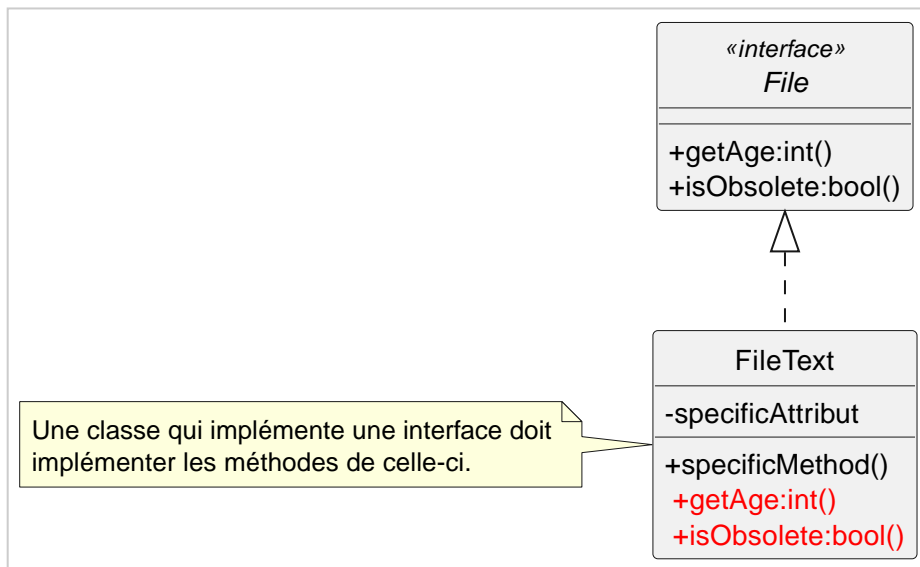 «interface»
File
+getAge:int()
+isObsolete:bool()
FileText
-specificAttribut
+specificMethod()
+getAge:int()
+isObsolete:bool()
Une classe qui implémente une interface doit
implémenter les méthodes de celle-ci.